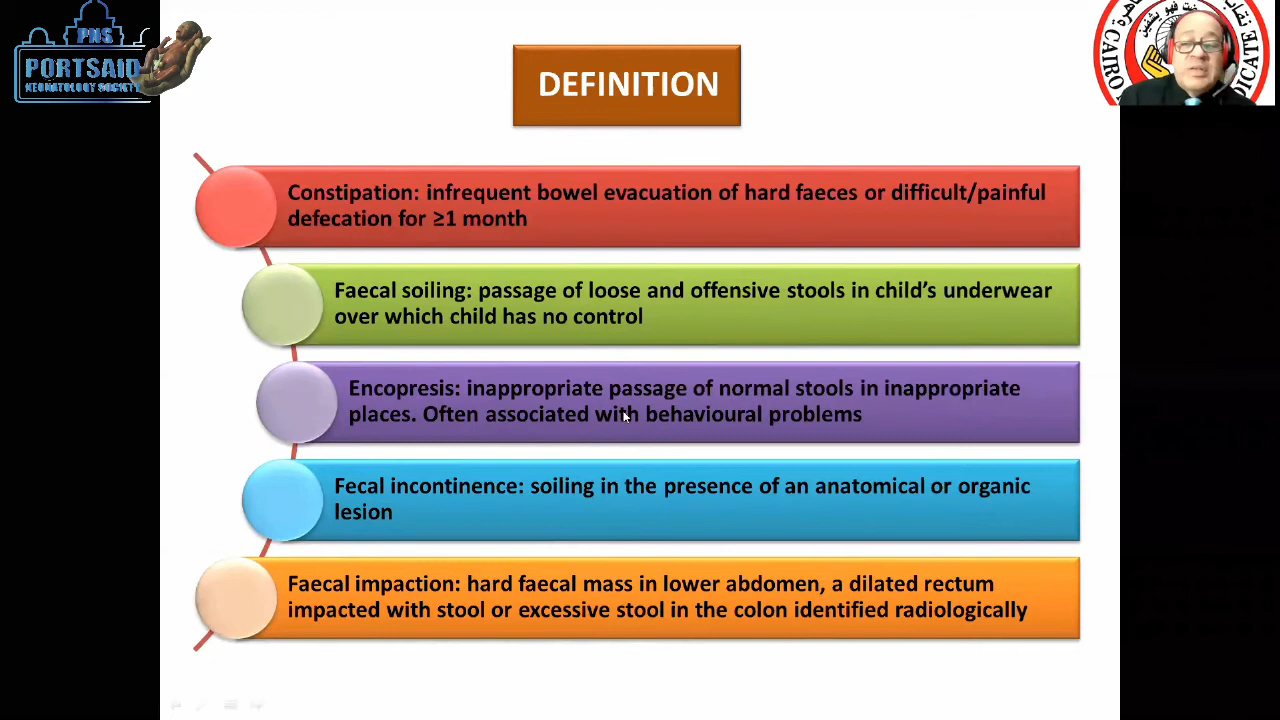 PNS
PORTSAID
NEONATOLOGY SOCIETY
DEFINITION
Constipation: infrequent bowel evacuation of hard faeces or difficult/painful
defecation for ≥1 month
Faecal soiling: passage of loose and offensive stools in child's underwear
over which child has no control
Encopresis: inappropriate passage of normal stools in inappropriate
places. Often associated with behavioural problems
Fecal incontinence: soiling in the presence of an anatomical or organic
lesion
Faecal impaction: hard faecal mass in lower abdomen, a dilated rectum
impacted with stool or excessive stool in the colon identified radiologically